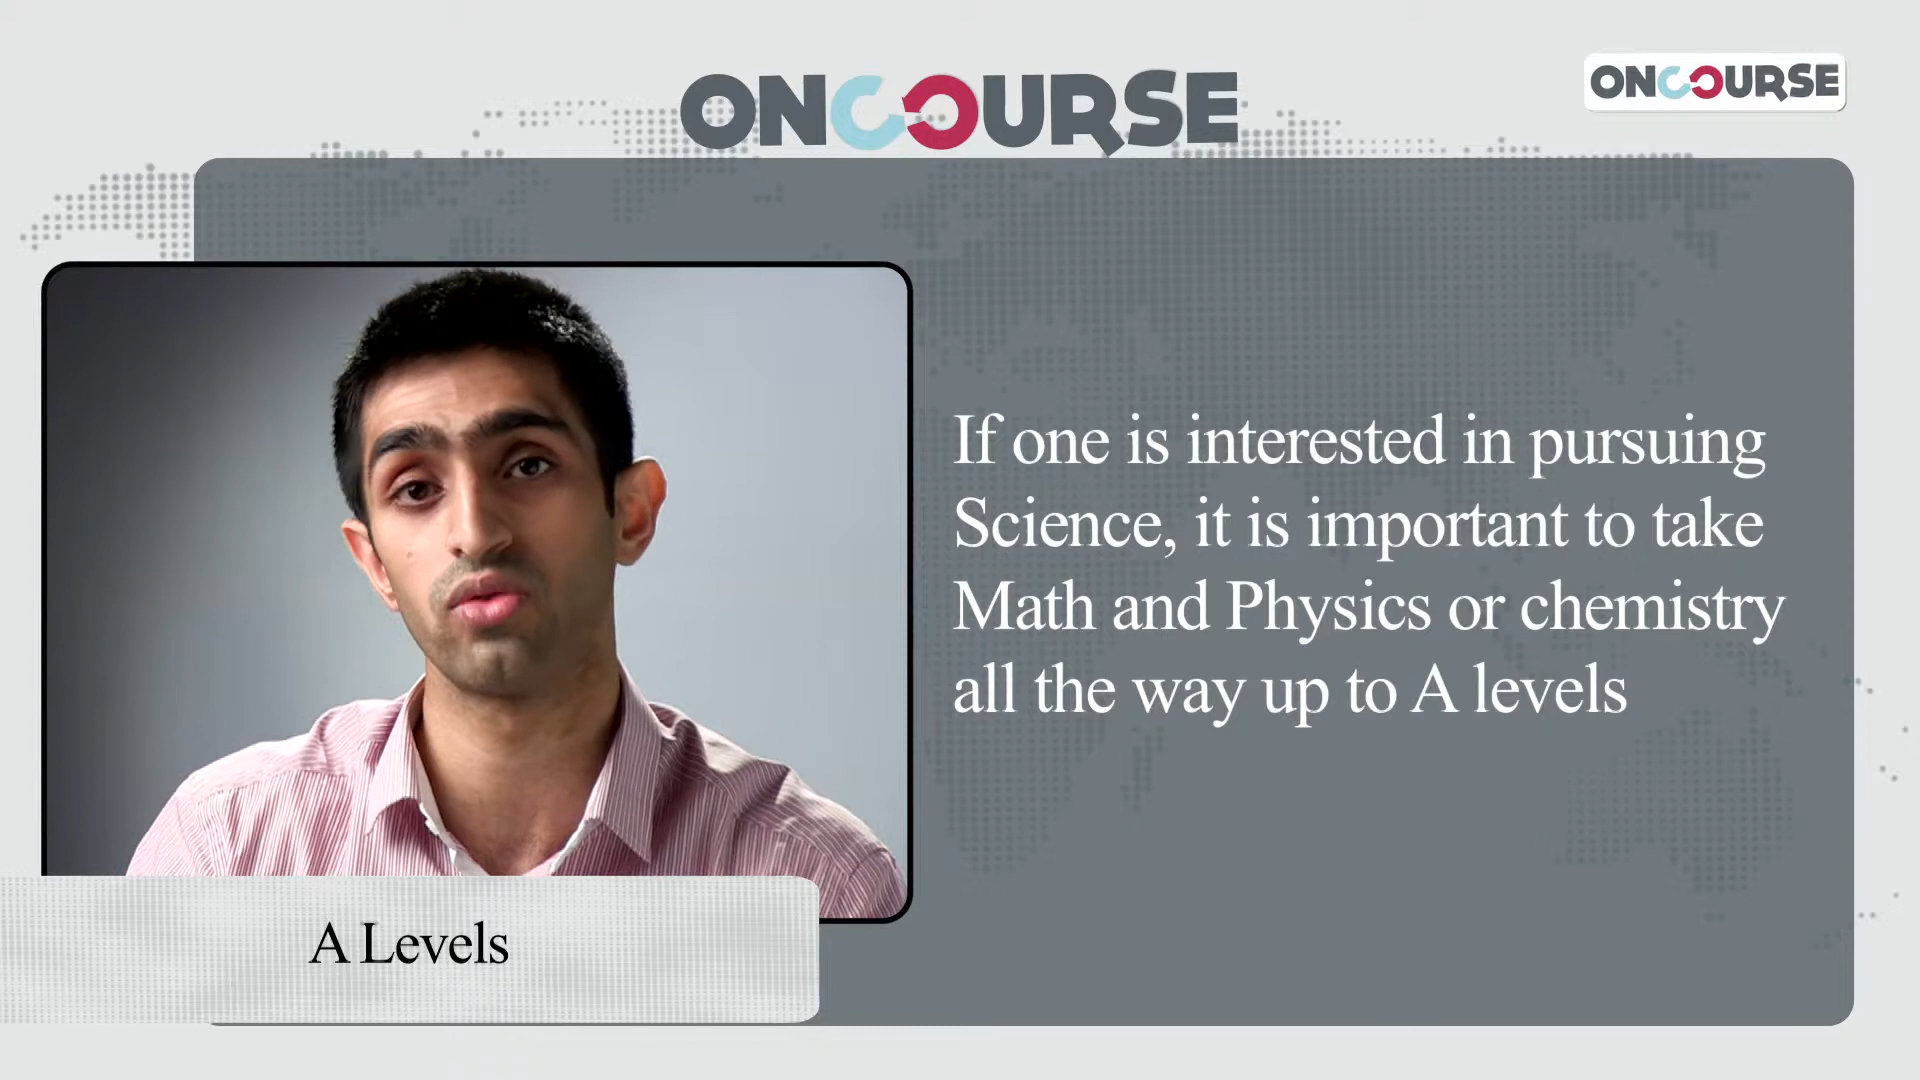 ONCOURSE
ONCOURSE
If one is interested in pursuing
Science, it is important to take
Math and Physics or chemistry
all the way up to A levels
A Levels